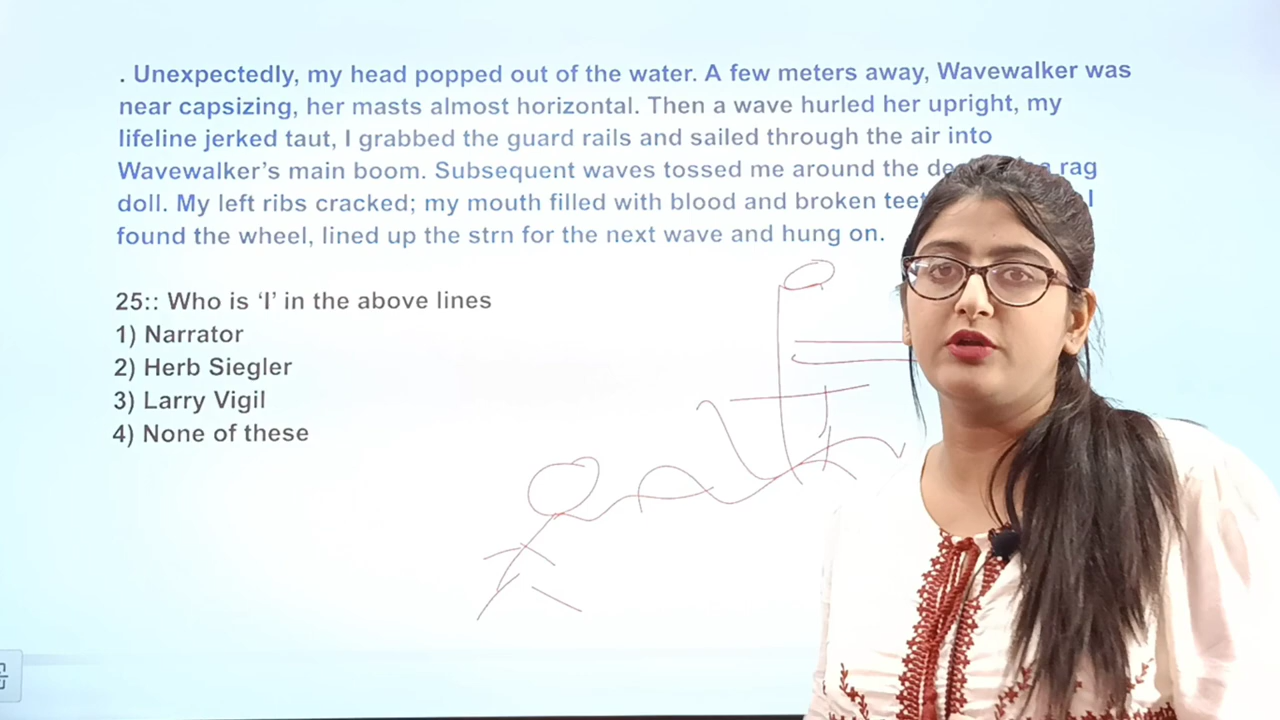 . Unexpectedly, my head popped out of the water. A few meters away, Wavewalker was
near capsizing, her masts almost horizontal. Then a wave hurled her upright, my
lifeline jerked taut, I grabbed the guard rails and sailed through the air into
Wavewalker's main boom. Subsequent waves tossed me around the rag
doll. My left ribs cracked; my mouth filled with blood and broken I
found the wheel, lined up the strn for the next wave and hung on.
25:: Who is 'I' in the above lines
1) Narrator
2) Herb Siegler
3) Larry Vigil
4) None of these